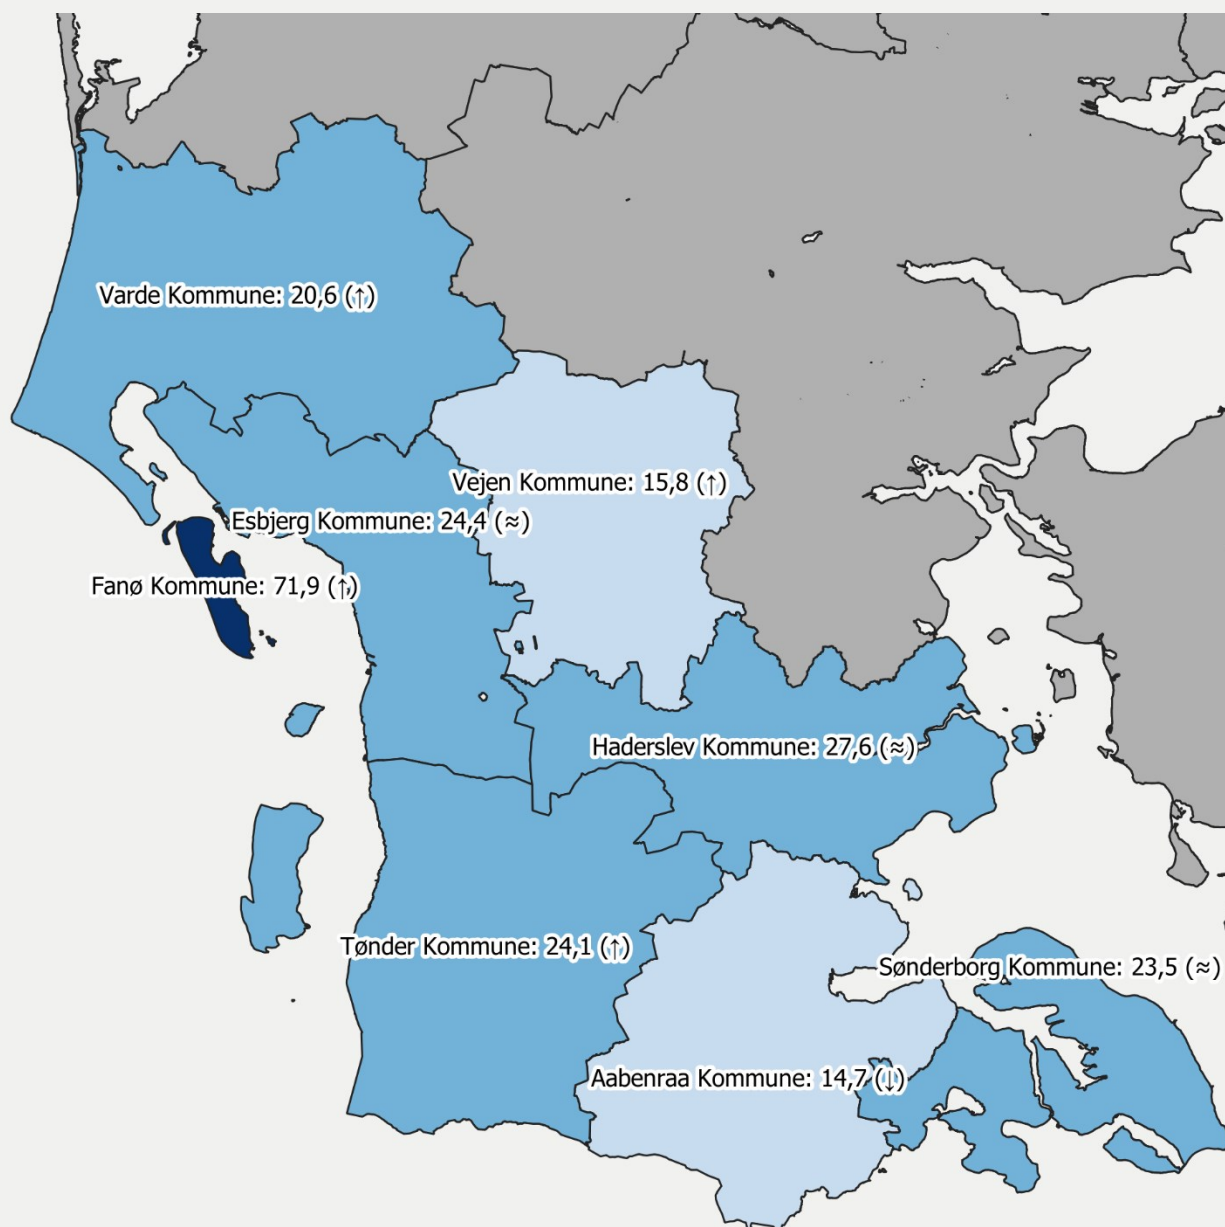 Varde Kommune: 20,6 (↑)
Vejen Kommune: 15,8 (↑)
Esbjerg Kommune: 24,4 (≈)
Fanø Kommune: 71,9 (↑)
Haderslev Kommune: 27,6 (≈)
Tønder Kommune: 24,1 (↑)
Sønderborg Kommune: 23,5 (≈)
Aabenraa Kommune: 14,7 (↓)